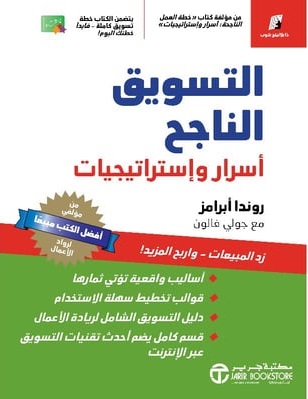 من مؤلفة كتاب «خطة العمل
الناجحة: أسرار وإستراتيجيات»
يتضمن الكتاب خطة
تسويق كاملة - فابدأ
خطتك اليوم!
التسويق
الناجح
أسرار وإستراتيجيات
روندا أبرامز
مع جولي فالون
من
مؤلفي
أفضل الكتب مبيعًا
لرواد
الأعمال
زد المبيعات - واربح المزيد!
أساليب واقعية تؤتي ثمارها
قوالب تخطيط سهلة الاستخدام
دليل التسويق الشامل لريادة الأعمال
قسم كامل يضم أحدث تقنيات التسويق
عبر الإنترنت
مكتبة جرير
JARIR BOOKSTORE